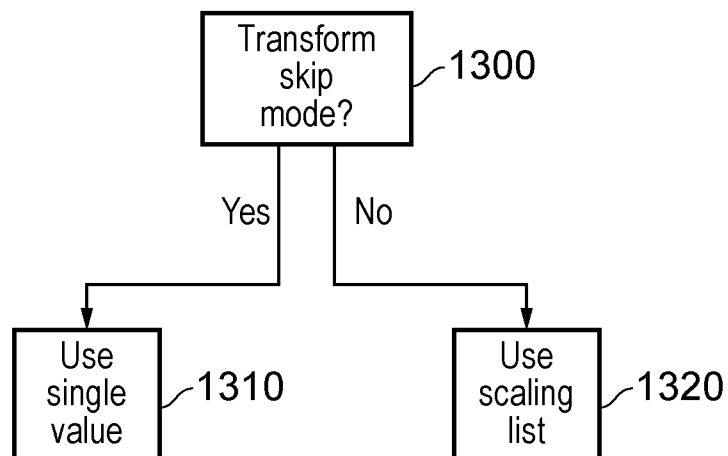 Transform
skip
mode?
1300
Yes
No
Use
single
value
1310
Use
scaling
list
1320